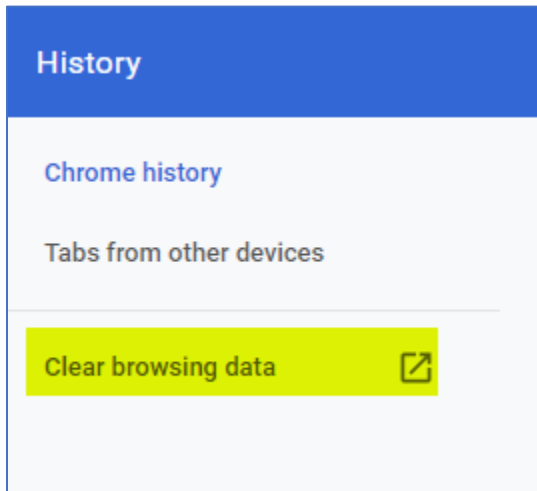 History
Chrome history
Tabs from other devices
Clear browsing data